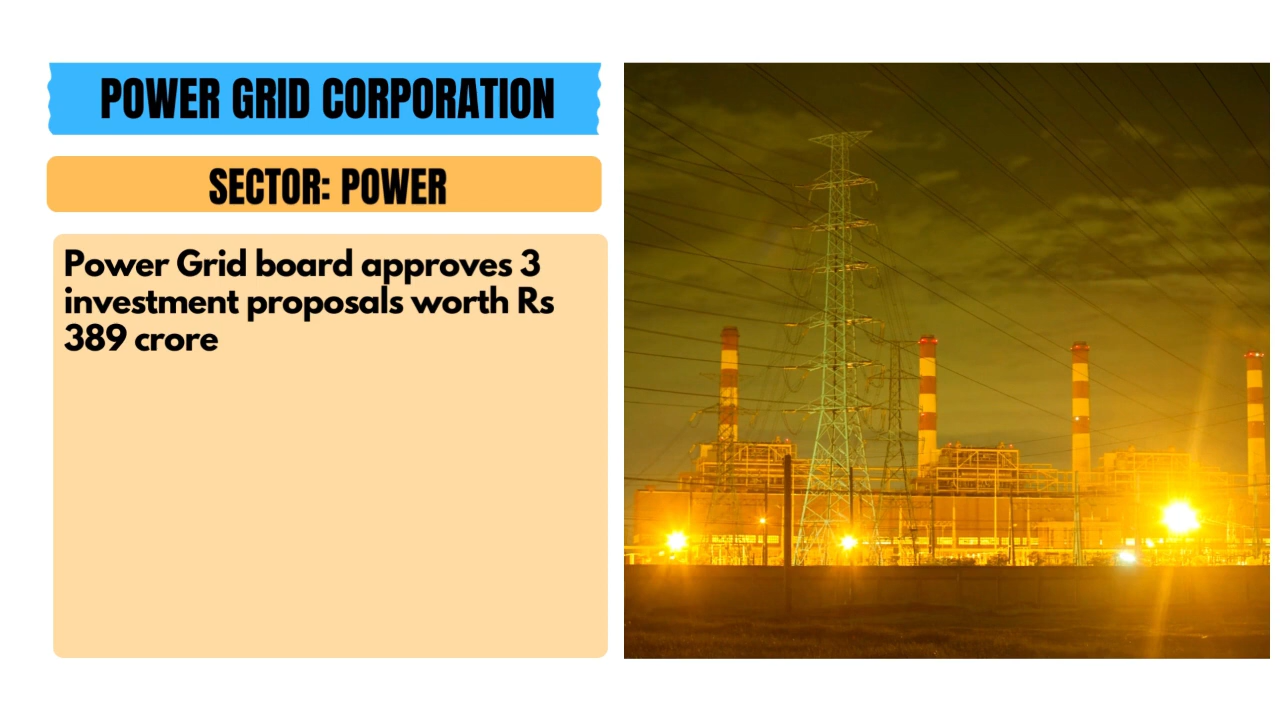 POWER GRID CORPORATION
SECTOR: POWER
Power Grid board approves 3
investment proposals worth Rs
389 crore